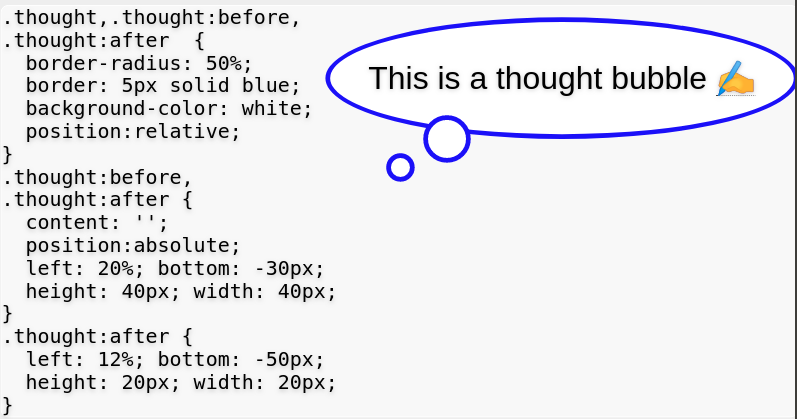 .thought,.thought:before,
.thought:after  {
  border-radius: 50%;
  border: 5px solid blue;
  background-color: white;
  position:relative;
}
.thought:before,
.thought:after {
  content: '';
  position:absolute;
  left: 20%; bottom: -30px;
  height: 40px; width: 40px;
}
.thought:after {
  left: 12%; bottom: -50px;
  height: 20px; width: 20px;
}
This is a thought bubble ✍️